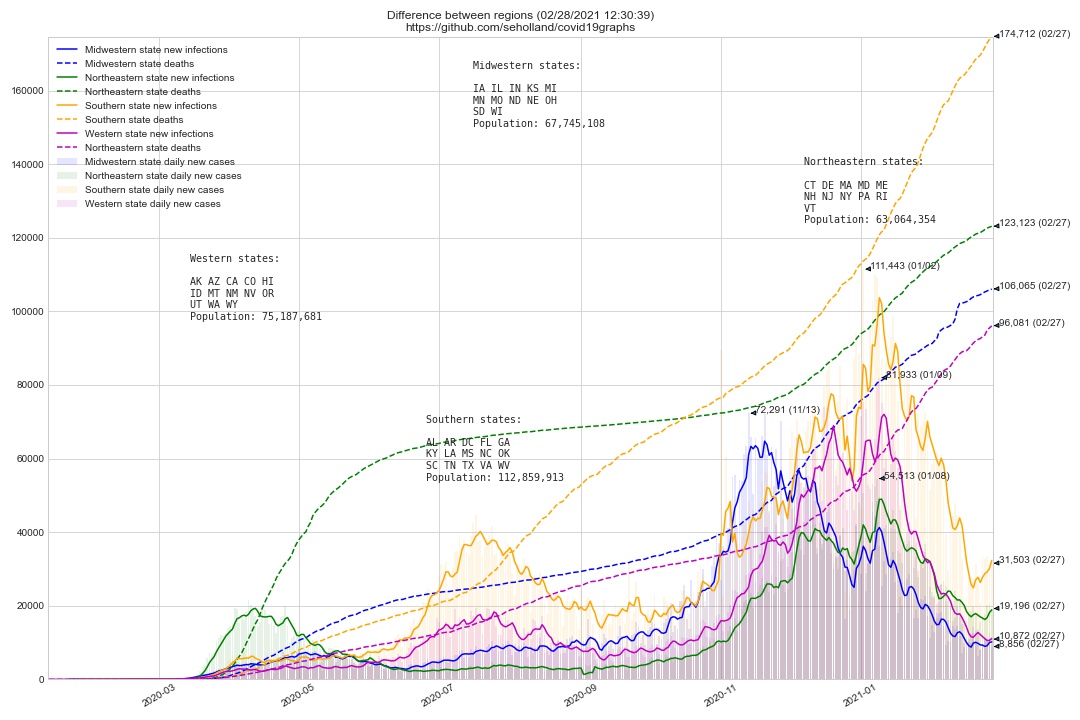 Difference between regions (02/28/2021 12:30:39)
https://github.com/seholland/covid19graphs
Midwestern state new infections
Midwestern state deaths
Northeastern state new infections
Northeastern state deaths
Southern state new infections
Southern state deaths
Western state new infections
Northeastern state deaths
Midwestern state daily new cases
Northeastern state daily new cases
Southern state daily new cases
Western state daily new cases
Midwestern states:
IA IL IN KS MI
MN MO ND NE OH
SD WI
Population: 67,745,108
Northeastern states:
CT DE MA MD ME
NH NJ NY PA RI
VT
Population: 63,064,354
Western states:
AK AZ CA CO HI
ID MT NM NV OR
UT WA WY
Population: 75,187,681
Southern states:
AL AR DC FL GA
KY LA MS NC OK
SC TN TX VA WV
Population: 112,859,913
174,712 (02/27)
123,123 (02/27)
111,443 (01/02)
106,065 (02/27)
96,081 (02/27)
81,933 (01/09)
72,291 (11/13)
54,513 (01/08)
31,503 (02/27)
19,196 (02/27)
10,872 (02/27)
8,856 (02/27)
160000
140000
120000
100000
80000
60000
40000
20000
0
2020-03
2020-05
2020-07
2020-09
2020-11
2021-01